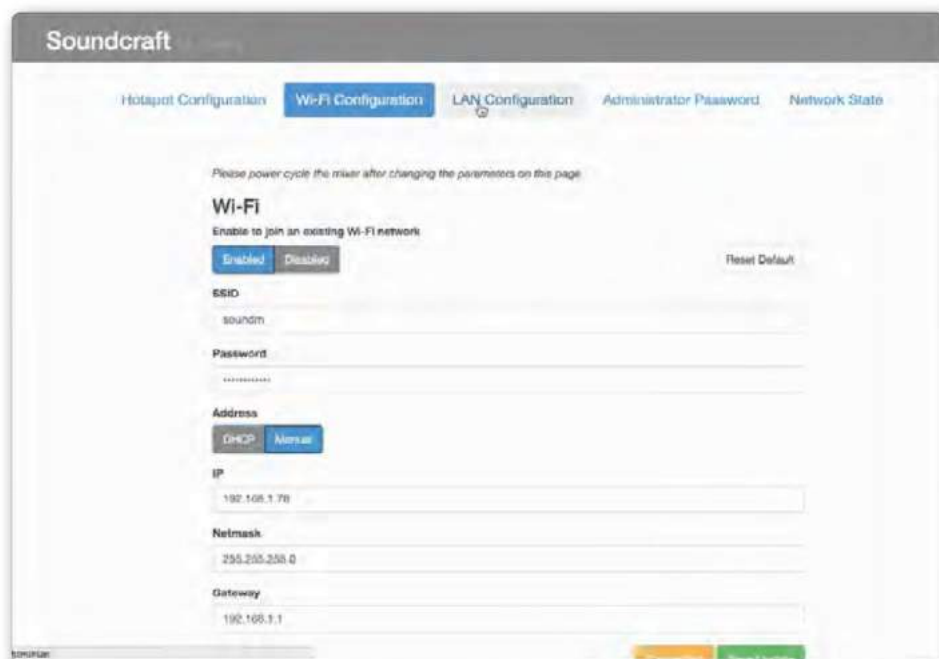 Soundcraft
Hotspot Configuration Wi-Fi Configuration LAN Configuration Administrator Password Network State
Please power cycle the mixer after changing the parameters on this page.
Wi-Fi
Enable to join an existing Wi-Fi network
Enabled Disabled Reset Default
SSID
soundm
Password
Address
DHCP Manual
IP
192.168.1.78
Netmask
255.255.255.0
Gateway
192.168.1.1